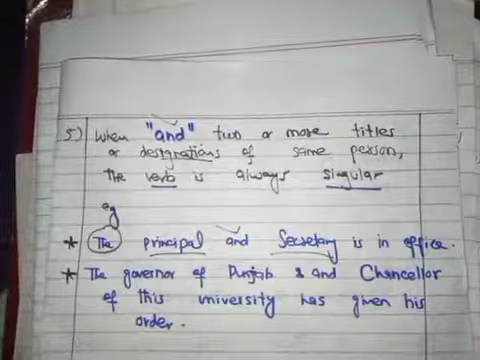 5) When "and" two or more titles
or designations of same person,
the verb is always singular
eg
* The principal and Secretary is in office.
* The governor of Punjab & and Chancellor
of this university has given his
order.